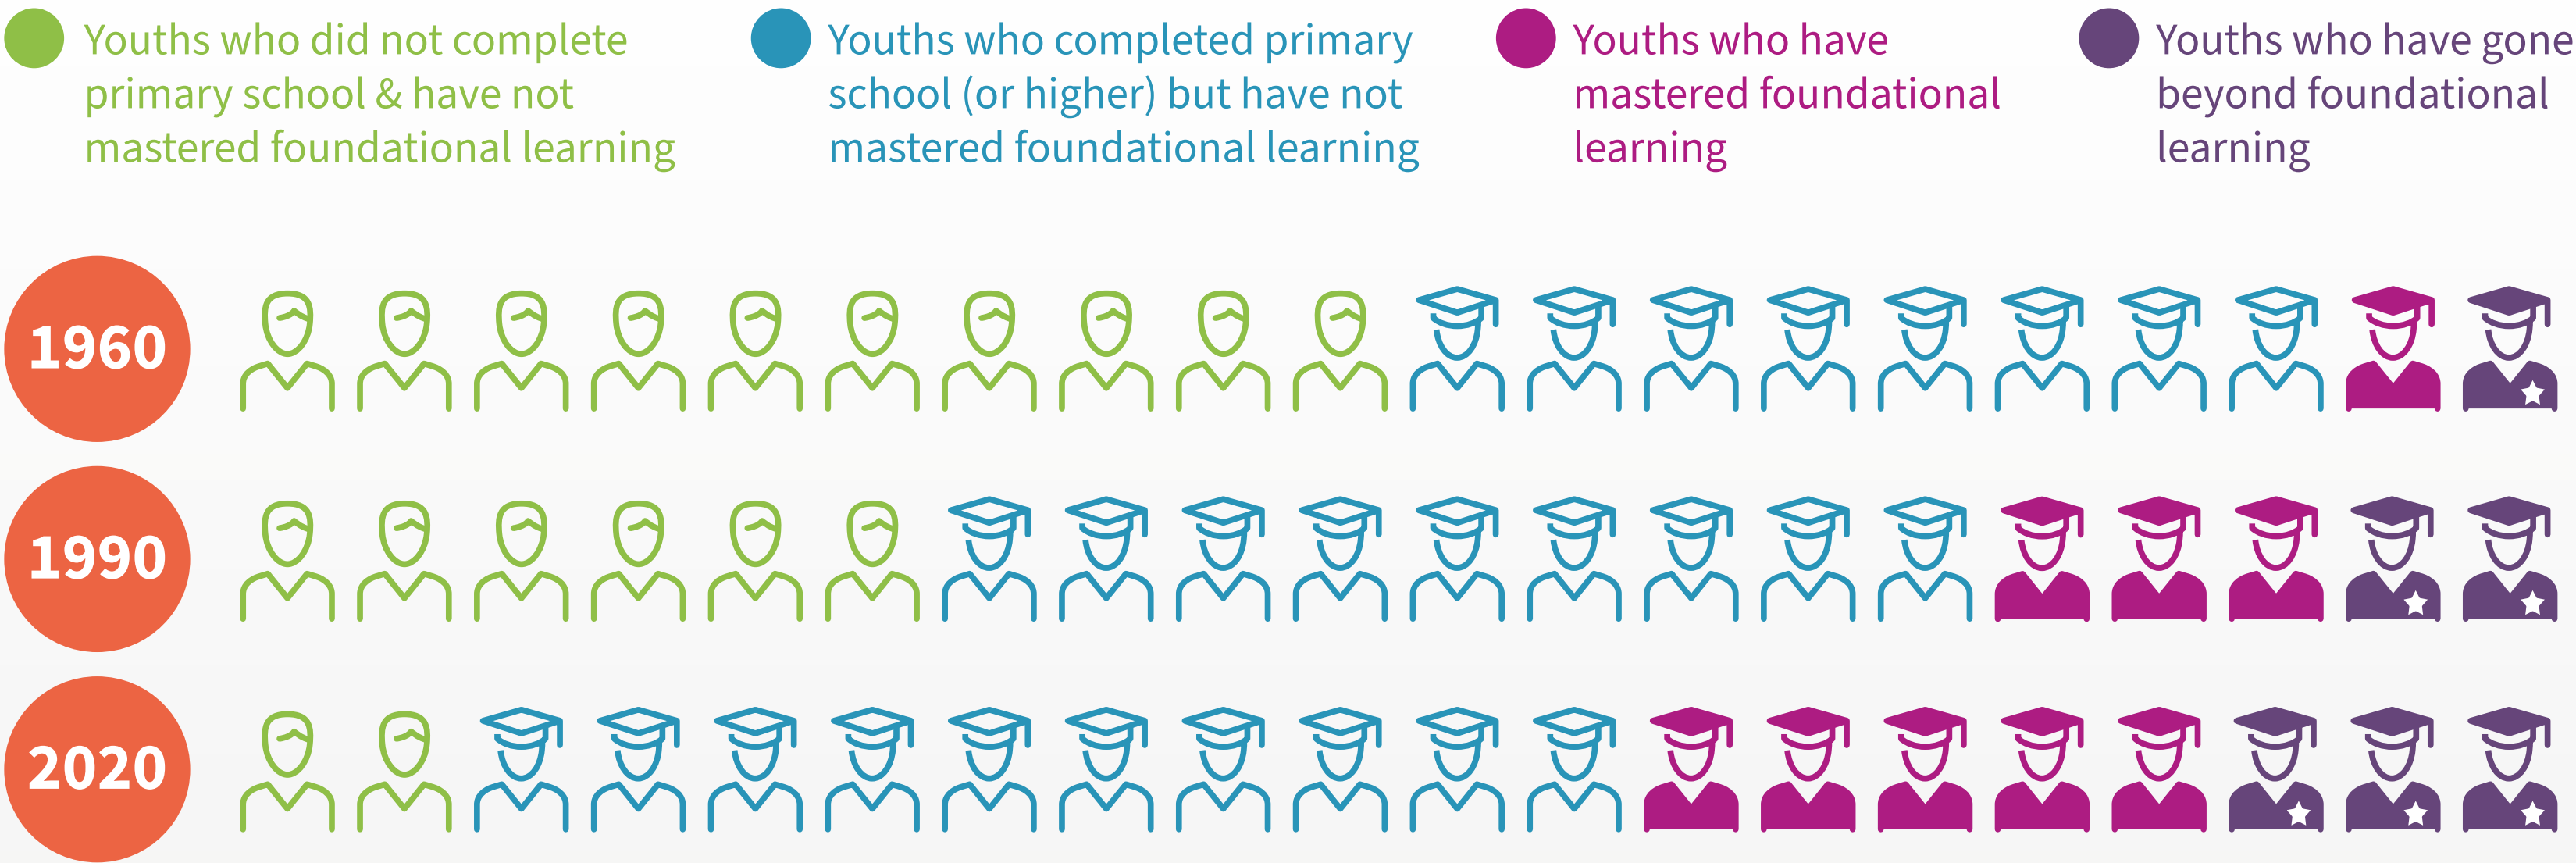 Youths who did not complete
primary school & have not
mastered foundational learning
Youths who completed primary
school (or higher) but have not
mastered foundational learning
Youths who have
mastered foundational
learning
Youths who have gone
beyond foundational
learning
1960
1990
2020